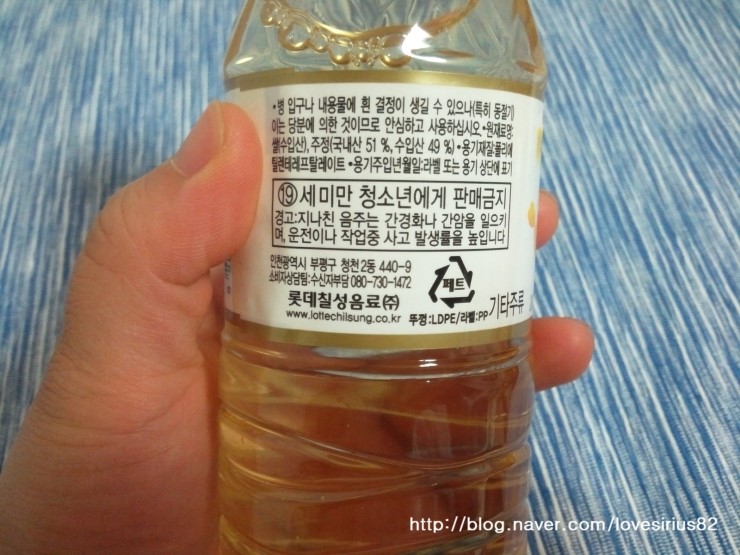 •병 입구나 내용물에 흰 결정이 생길 수 있으나(특히 동절기)
이는 당분에 의한 것이므로 안심하고 사용하십시오.•원재료명:
쌀(수입산), 주정(국내산 51 %, 수입산 49 %)•용기재질:폴리에
틸렌테레프탈레이트 •용기주입년월일:라벨 또는 용기 상단에 표기
⑲세미만 청소년에게 판매금지
경고:지나친 음주는 간경화나 간암을 일으키
며, 운전이나 작업중 사고 발생률을 높입니다
인천광역시 부평구 청천2동 440-9
소비자상담팀:수신자부담 080-730-1472
롯데칠성음료㈜
www.lottechilsung.co.kr
페트
뚜껑:LDPE/라벨:PP
기타주류
http://blog.naver.com/lovesirius82